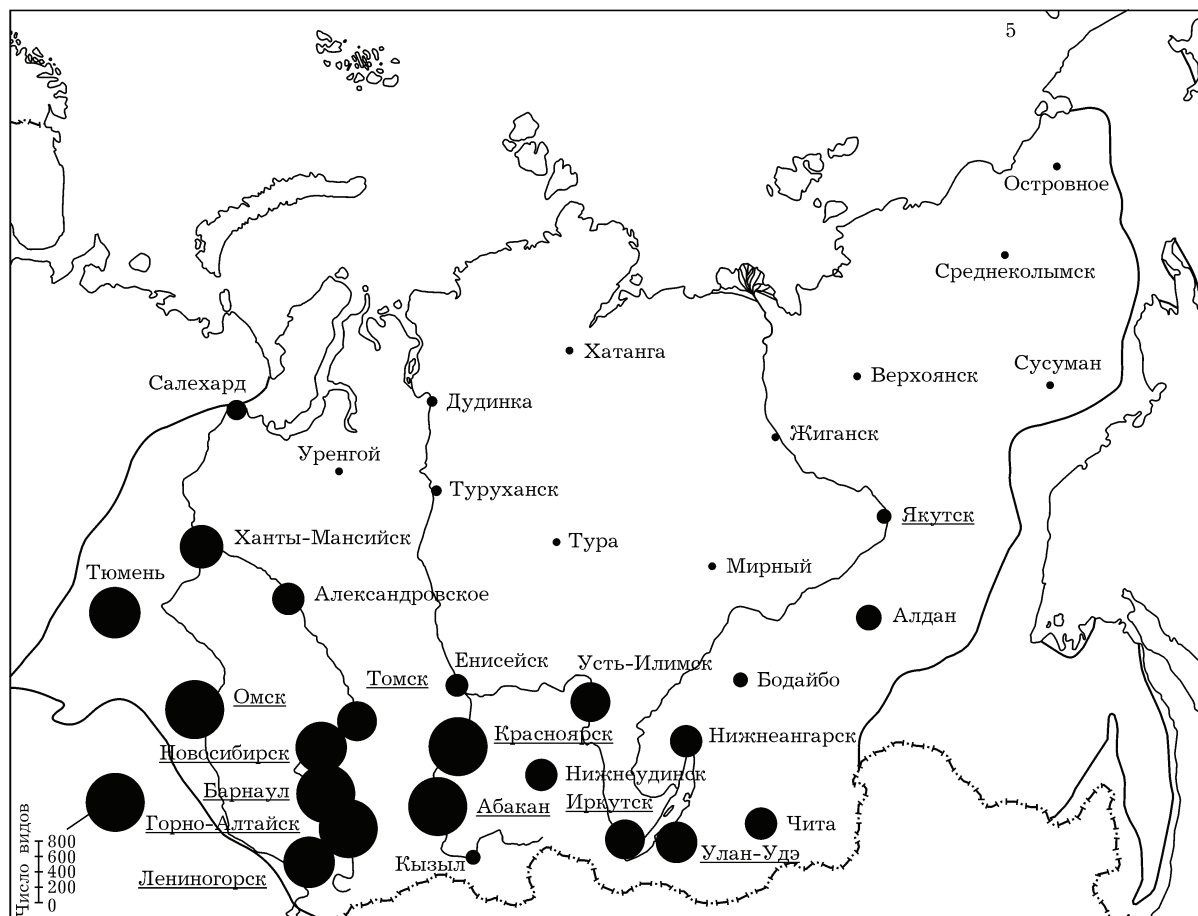 5
Островное
Среднеколымск
Сусуман
Хатанга
Верхоянск
Салехард
Дудинка
Жиганск
Уренгой
Туруханск
Якутск
Ханты-Мансийск
Тура
Мирный
Тюмень
Александровское
Алдан
Енисейск
Усть-Илимск
Томск
Бодайбо
Омск
Красноярск
Нижнеангарск
Новосибирск
Нижнеудинск
Барнаул
Абакан
Иркутск
Горно-Алтайск
Чита
Улан-Удэ
Кызыл
Лениногорск
Число видов
800
600
400
200
0